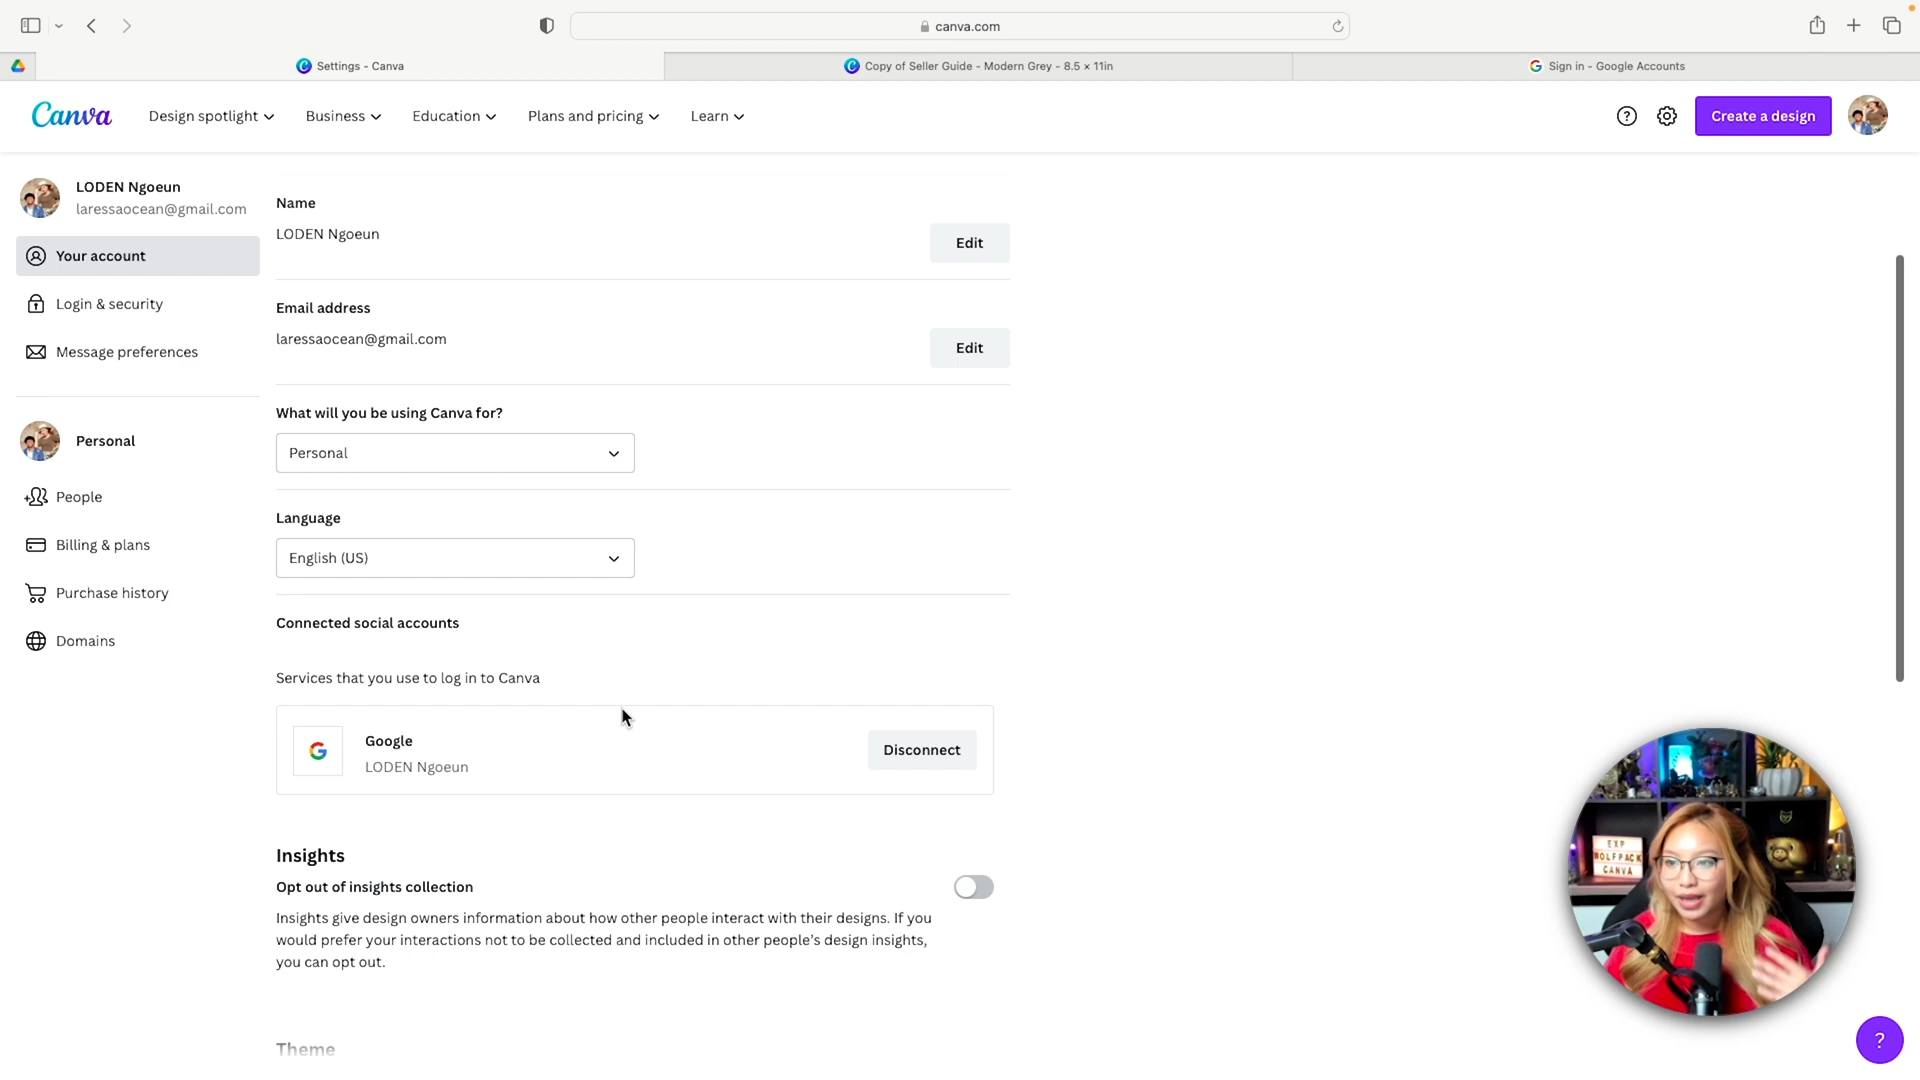 canva.com
Settings - Canva
Copy of Seller Guide - Modern Grey - 8.5 × 11in
Sign in - Google Accounts
Canva
Design spotlight
Business
Education
Plans and pricing
Learn
Create a design
LODEN Ngoeun
laressaocean@gmail.com
Your account
Login & security
Message preferences
Personal
People
Billing & plans
Purchase history
Domains
Name
LODEN Ngoeun
Edit
Email address
laressaocean@gmail.com
Edit
What will you be using Canva for?
Personal
Language
English (US)
Connected social accounts
Services that you use to log in to Canva
Google
LODEN Ngoeun
Disconnect
Insights
Opt out of insights collection
Insights give design owners information about how other people interact with their designs. If you
would prefer your interactions not to be collected and included in other people's design insights,
you can opt out.
Theme
EXP
WOLFPACK
CANVA
?